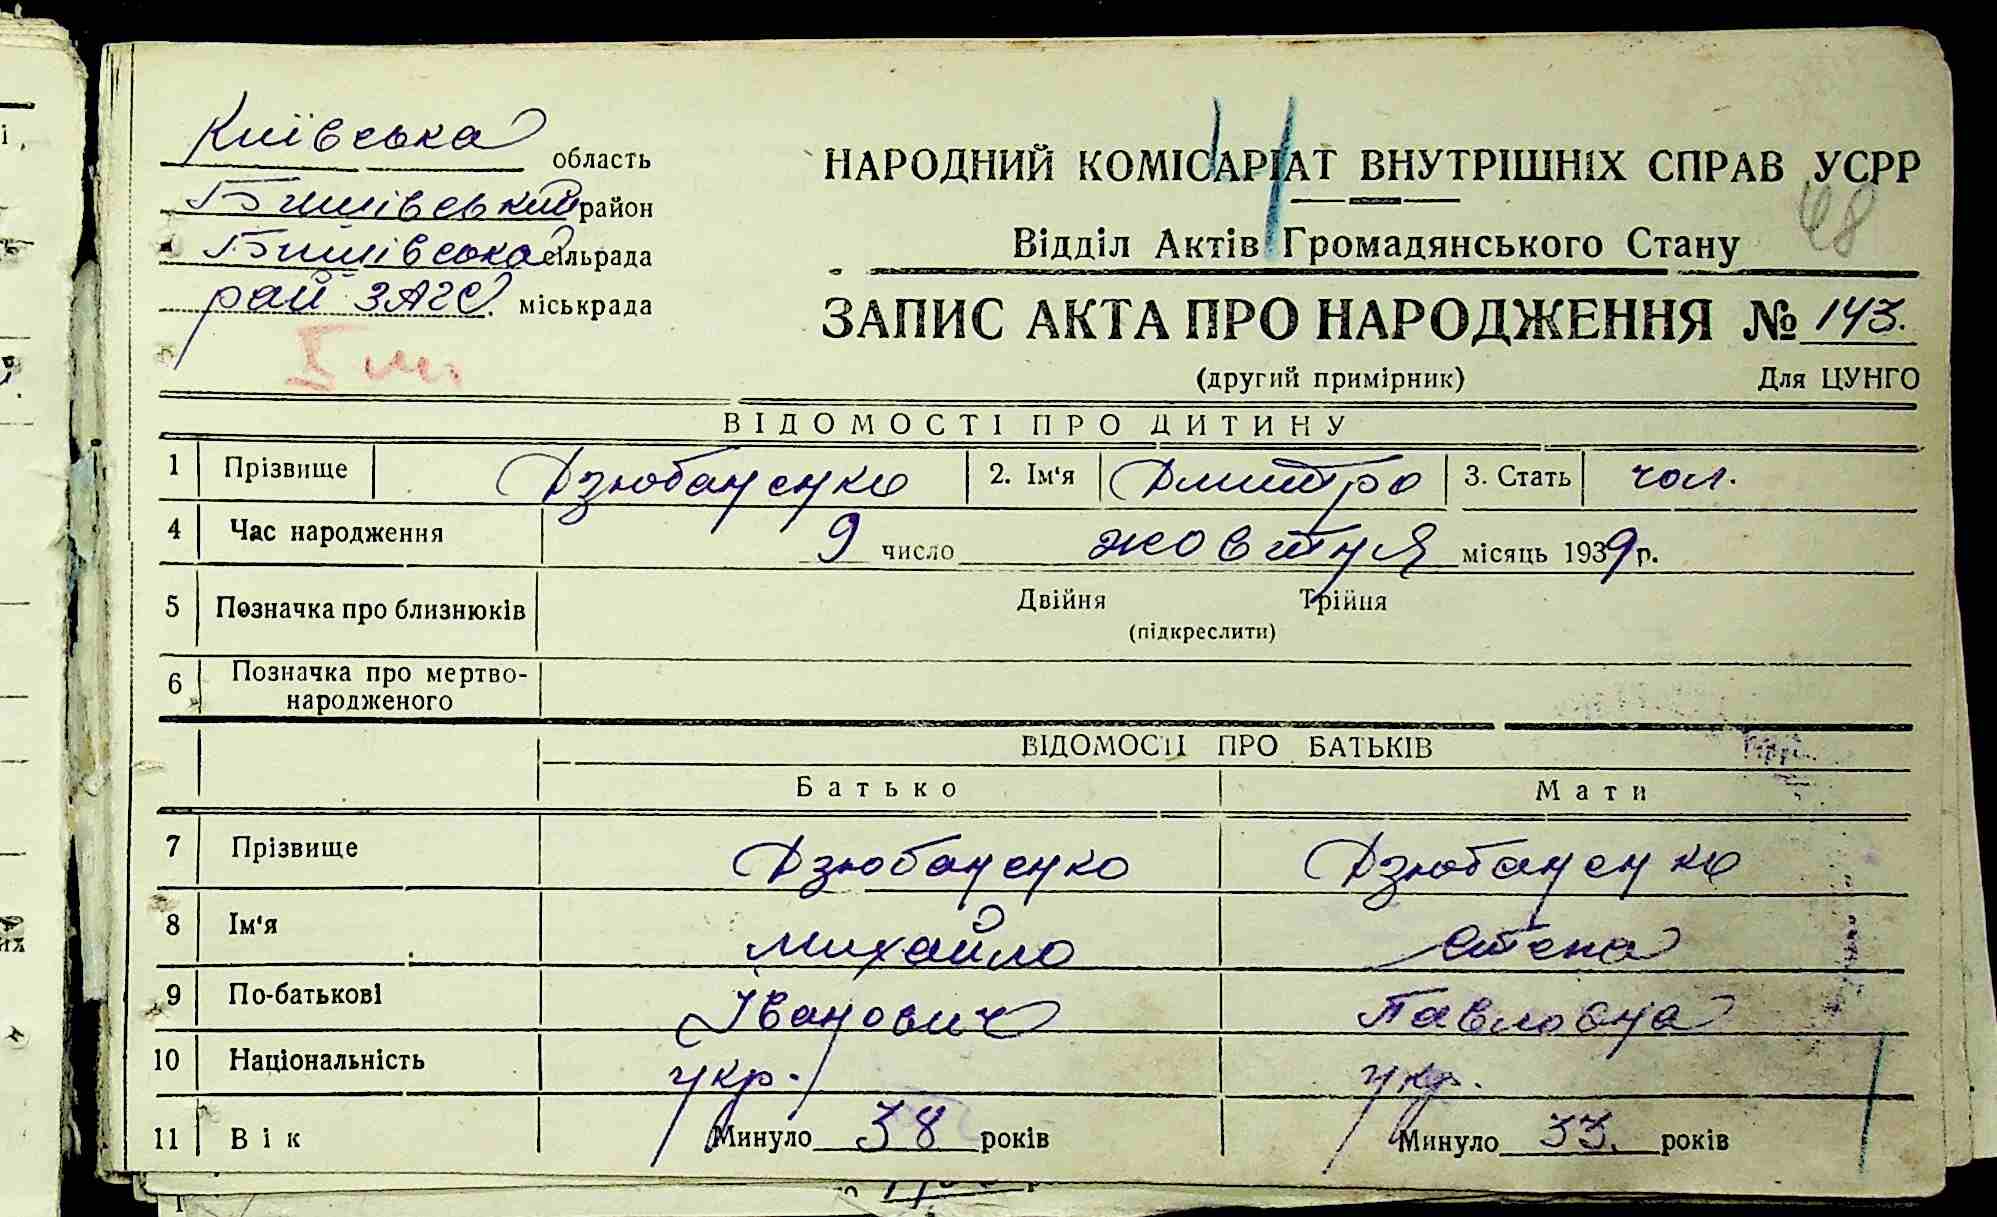 Київська область
Бишівський район
Бишівська сільрада
рай ЗАГС. міськрада
НАРОДНИЙ КОМІСАРІАТ ВНУТРІШНІХ СПРАВ УСРР
68
Відділ Актів Громадянського Стану
ЗАПИС АКТА ПРО НАРОДЖЕННЯ № 143.
(другий примірник) Для ЦУНГО
ВІДОМОСТІ ПРО ДИТИНУ
1 Прізвище Дзюбаненко 2. Ім'я Дмитро 3. Стать чол.
4 Час народження 9 число жовтня місяць 1939 р.
5 Позначка про близнюків Двійня Трійня
(підкреслити)
6 Позначка про мертво-
народженого
ВІДОМОСТІ ПРО БАТЬКІВ
Батько Мати
7 Прізвище Дзюбаненко Дзюбаненко
8 Ім'я Михайло
9 По-батькові Іванович Павловна
10 Національність укр. укр.
11 Вік Минуло 38 років Минуло 33. років